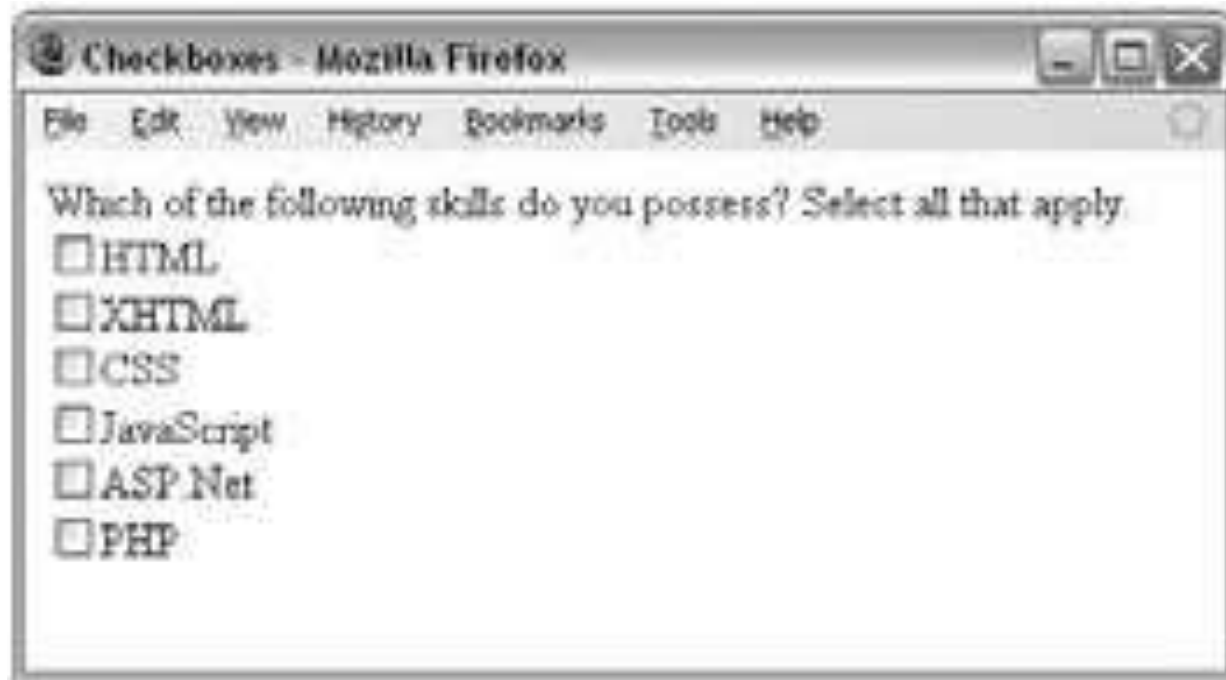 Checkboxes - Mozilla Firefox
File Edit View History Bookmarks Tools Help
Which of the following skills do you possess? Select all that apply.
HTML
XHTML
CSS
JavaScript
ASP.Net
PHP